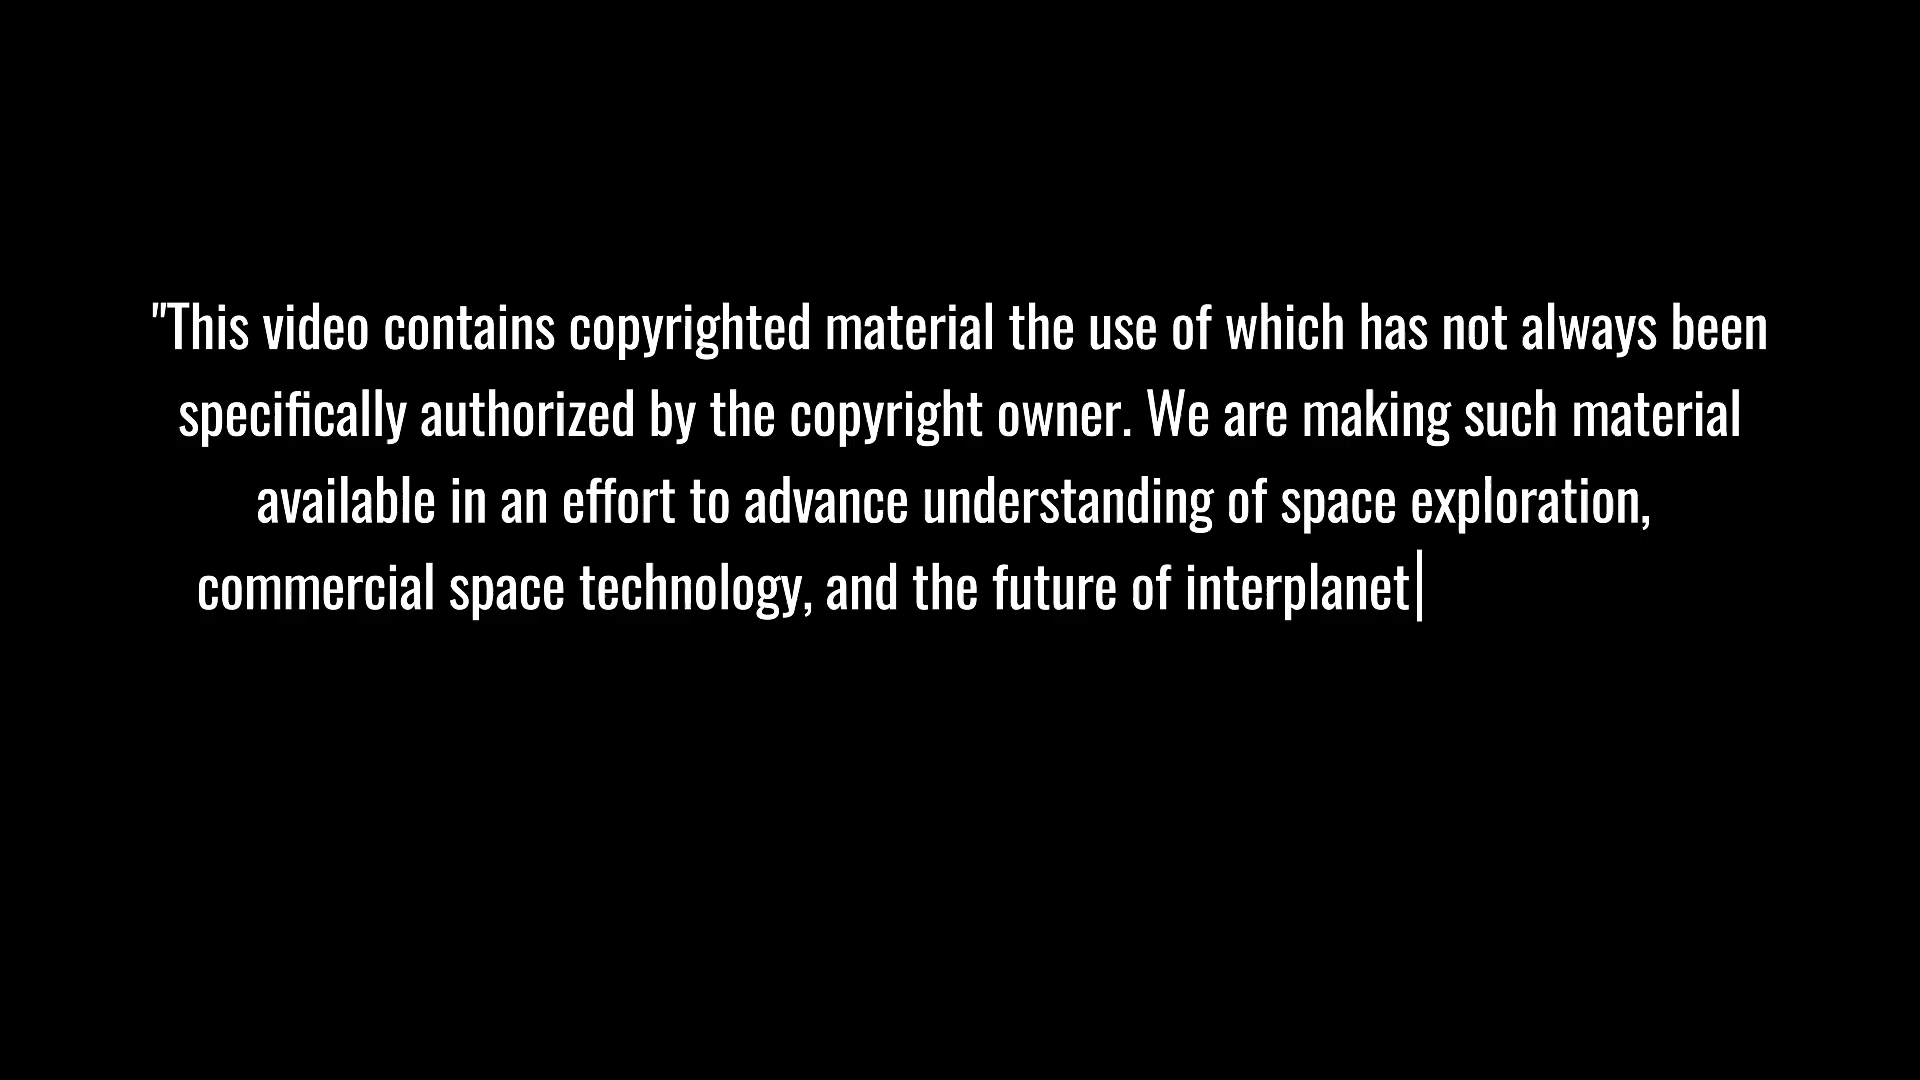 "This video contains copyrighted material the use of which has not always been
specifically authorized by the copyright owner. We are making such material
available in an effort to advance understanding of space exploration,
commercial space technology, and the future of interplanet